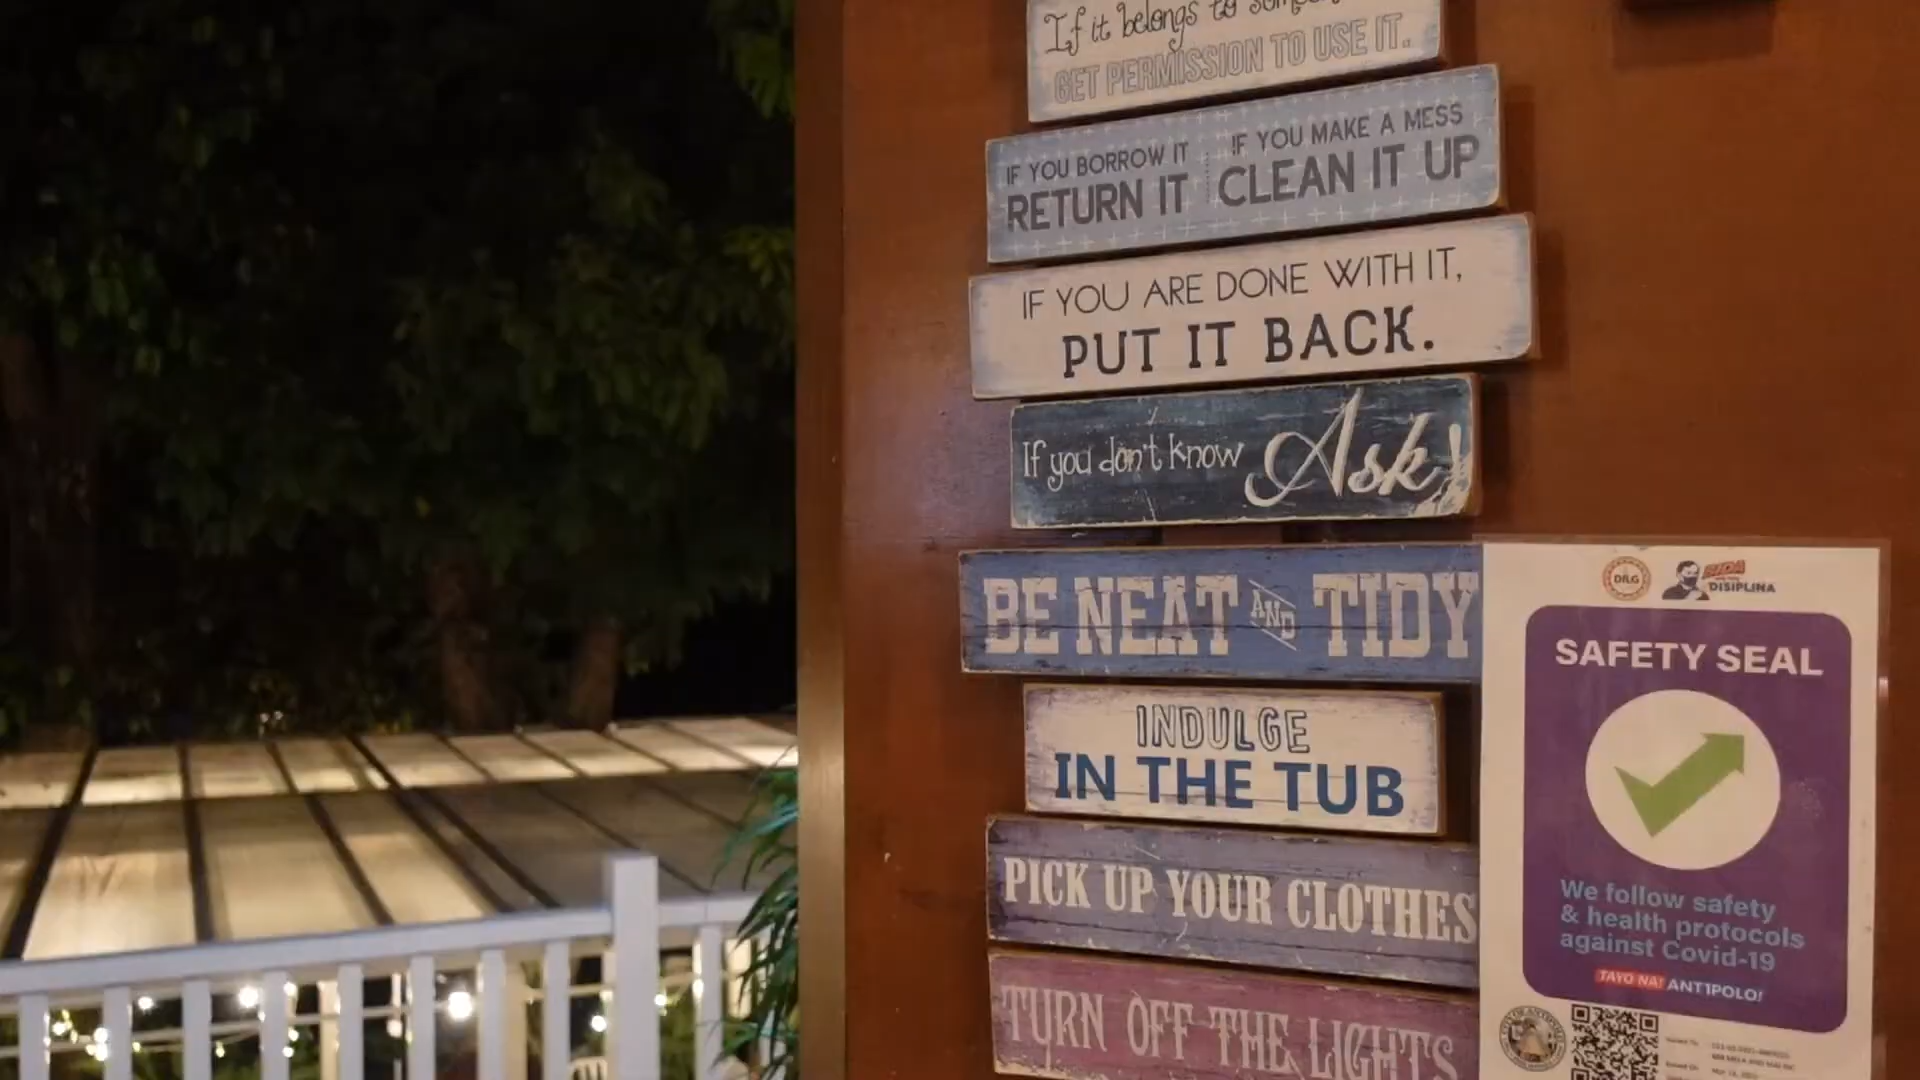 If it belongs to
GET PERMISSION TO USE IT.
IF YOU BORROW IT
RETURN IT
IF YOU MAKE A MESS
CLEAN IT UP
IF YOU ARE DONE WITH IT,
PUT IT BACK.
If you don't know Ask!
BE NEAT AND TIDY
INDULGE
IN THE TUB
PICK UP YOUR CLOTHES
TURN OFF THE LIGHTS
DILG
BIDA
DISIPLINA
SAFETY SEAL
We follow safety
& health protocols
against Covid-19
TAYO NA! ANT1POLO!